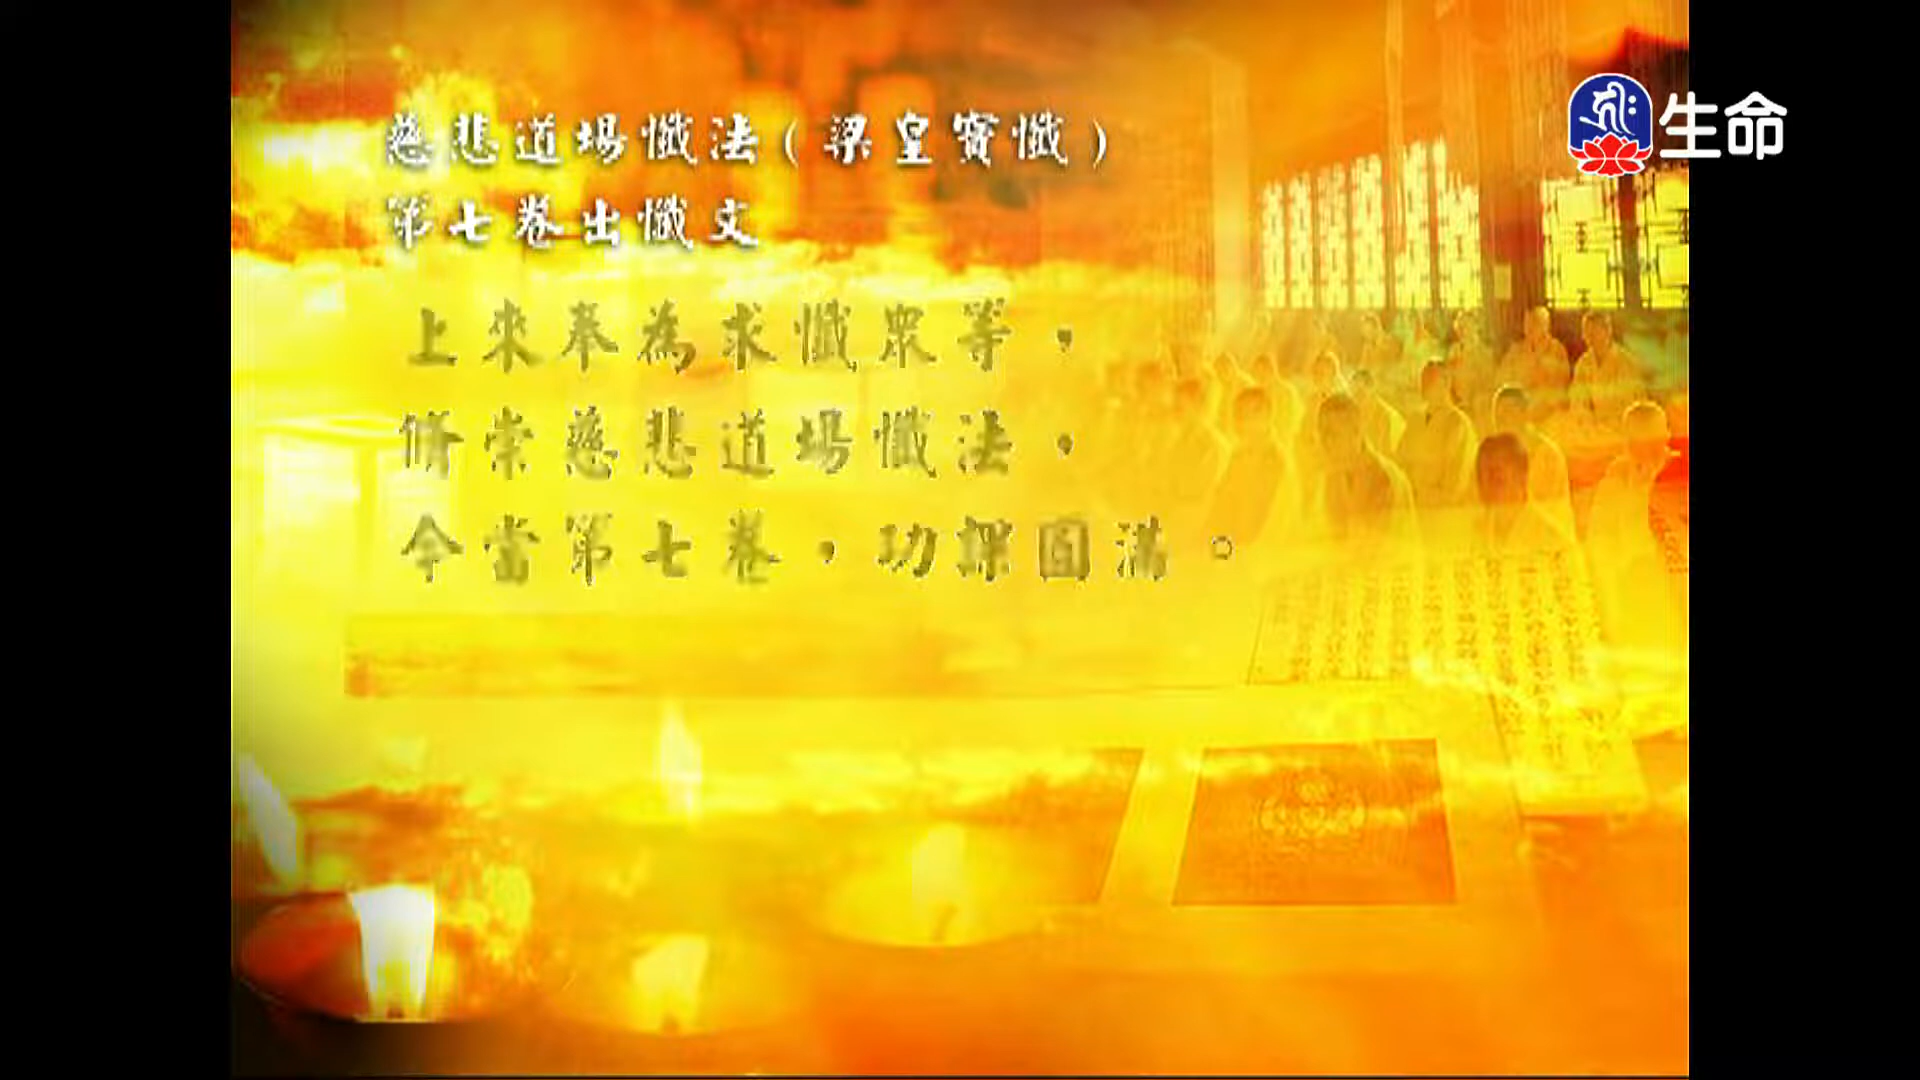 慈悲道場懺法(梁皇寶懺)
第七卷出懺文
生命
上來奉為求懺眾等,
修崇慈悲道場懺法,
今當第七卷,功課圓滿。